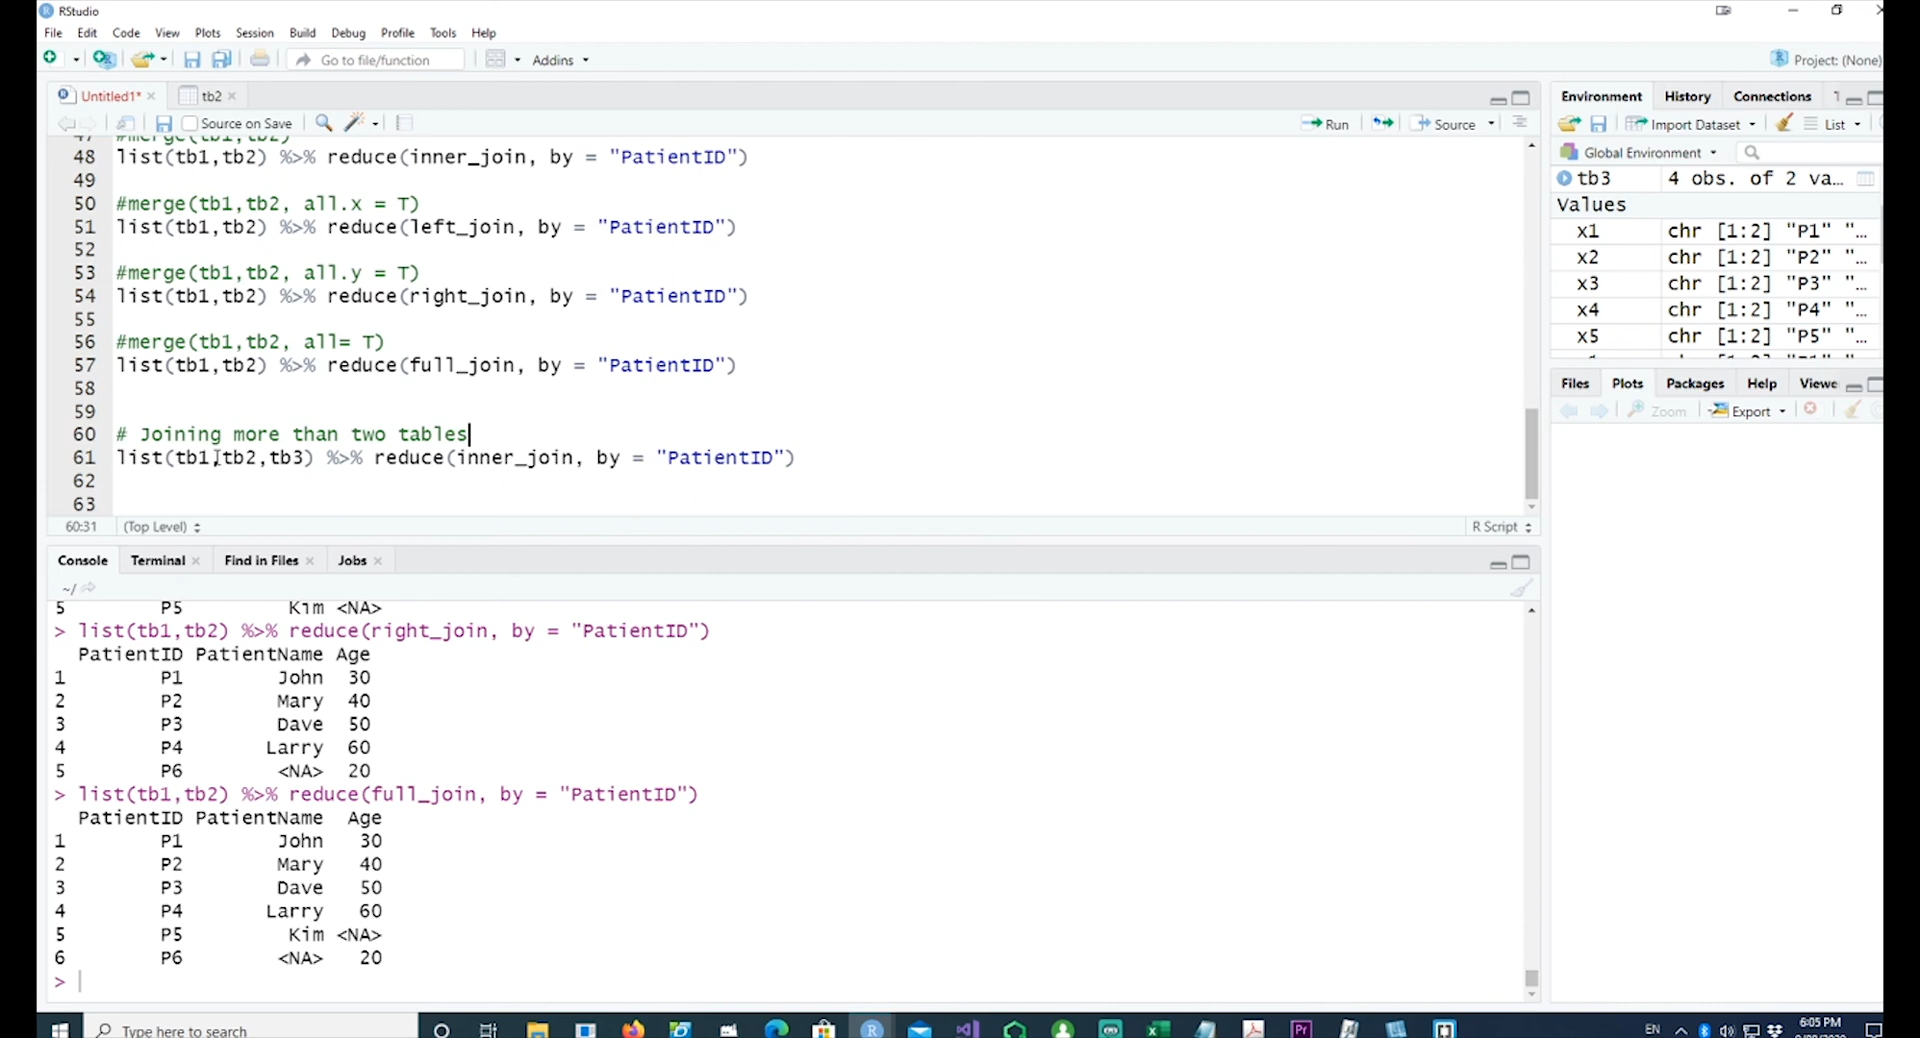 RStudio
File Edit Code View Plots Session Build Debug Profile Tools Help
Go to file/function Addins Project: (None)
Untitled1* tb2
Source on Save Run Source
47 #merge(tb1,tb2)
48 list(tb1,tb2) %>% reduce(inner_join, by = "PatientID")
49
50 #merge(tb1,tb2, all.x = T)
51 list(tb1,tb2) %>% reduce(left_join, by = "PatientID")
52
53 #merge(tb1,tb2, all.y = T)
54 list(tb1,tb2) %>% reduce(right_join, by = "PatientID")
55
56 #merge(tb1,tb2, all= T)
57 list(tb1,tb2) %>% reduce(full_join, by = "PatientID")
58
59
60 # Joining more than two tables
61 list(tb1,tb2,tb3) %>% reduce(inner_join, by = "PatientID")
62
63
60:31 (Top Level) R Script
Console Terminal Find in Files Jobs
~/
5 P5 Kim <NA>
> list(tb1,tb2) %>% reduce(right_join, by = "PatientID")
PatientID PatientName Age
1 P1 John 30
2 P2 Mary 40
3 P3 Dave 50
4 P4 Larry 60
5 P6 <NA> 20
> list(tb1,tb2) %>% reduce(full_join, by = "PatientID")
PatientID PatientName Age
1 P1 John 30
2 P2 Mary 40
3 P3 Dave 50
4 P4 Larry 60
5 P5 Kim <NA>
6 P6 <NA> 20
>
Environment History Connections
Import Dataset List
Global Environment
tb3 4 obs. of 2 va...
Values
x1 chr [1:2] "P1" "...
x2 chr [1:2] "P2" "...
x3 chr [1:2] "P3" "...
x4 chr [1:2] "P4" "...
x5 chr [1:2] "P5" "...
Files Plots Packages Help Viewe
Zoom Export
Type here to search EN 6:05 PM